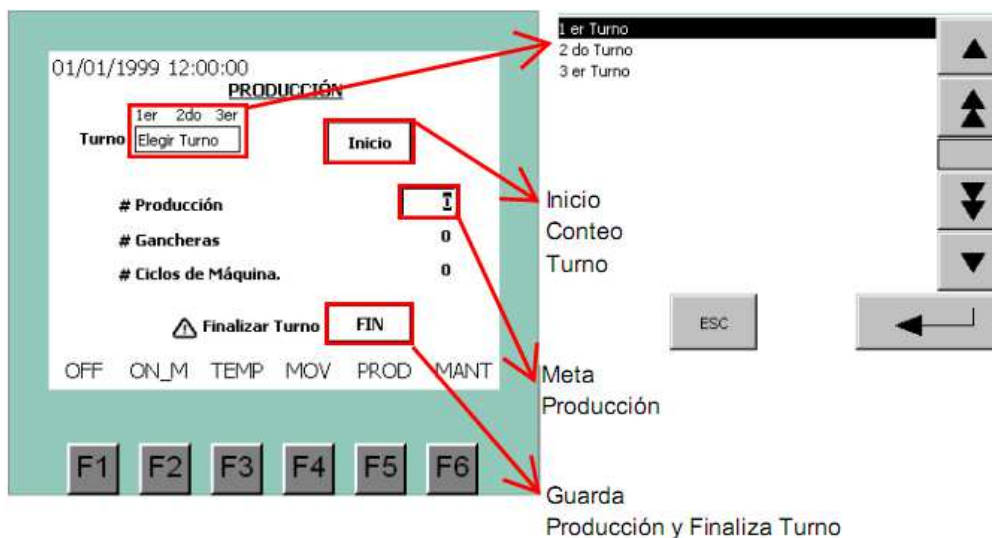 01/01/1999 12:00:00
PRODUCCIÓN
1er 2do 3er
Turno Elegir Turno
Inicio
# Producción
# Gancheras 0
# Ciclos de Máquina. 0
Finalizar Turno FIN
OFF ON_M TEMP MOV PROD MANT
F1 F2 F3 F4 F5 F6
1 er Turno
2 do Turno
3 er Turno
Inicio
Conteo
Turno
ESC
Meta
Producción
Guarda
Producción y Finaliza Turno